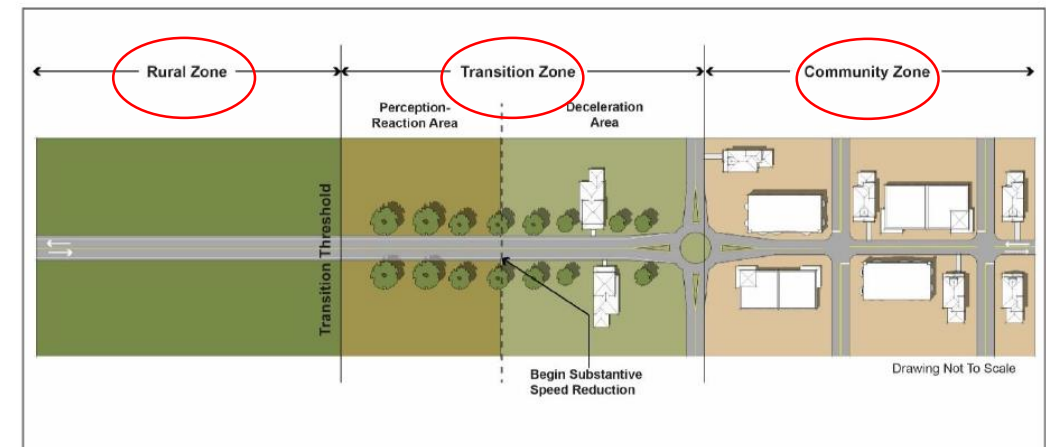 Rural Zone
Transition Zone
Community Zone
Perception-
Reaction Area
Deceleration
Area
Transition Threshold
Begin Substantive
Speed Reduction
Drawing Not To Scale